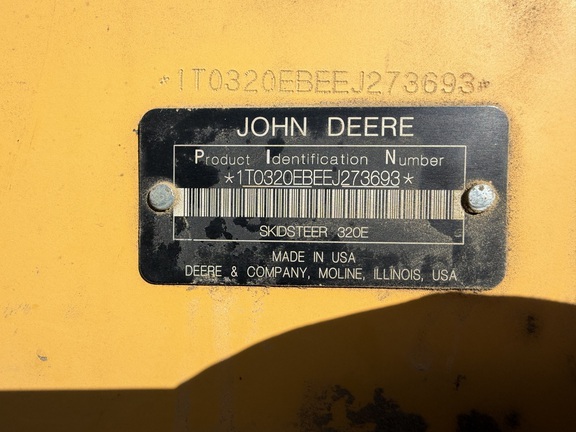 *1T0320EBEEJ273693*
JOHN DEERE
Product Identification Number
*1T0320EBEEJ273693*
SKIDSTEER 320E
MADE IN USA
DEERE & COMPANY, MOLINE, ILLINOIS, USA